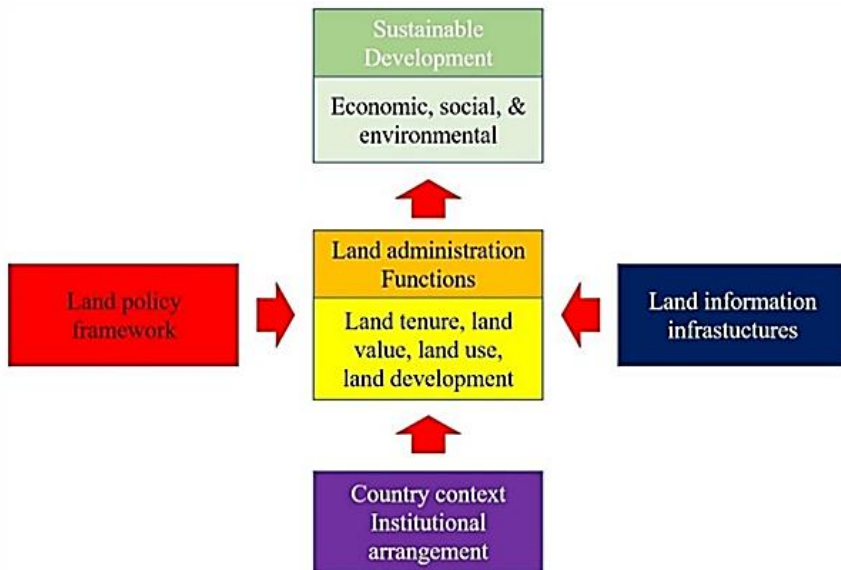 Sustainable
Development
Economic, social, &
environmental
Land administration
Functions
Land policy
framework
Land tenure, land
value, land use,
land development
Land information
infrastuctures
Country context
Institutional
arrangement